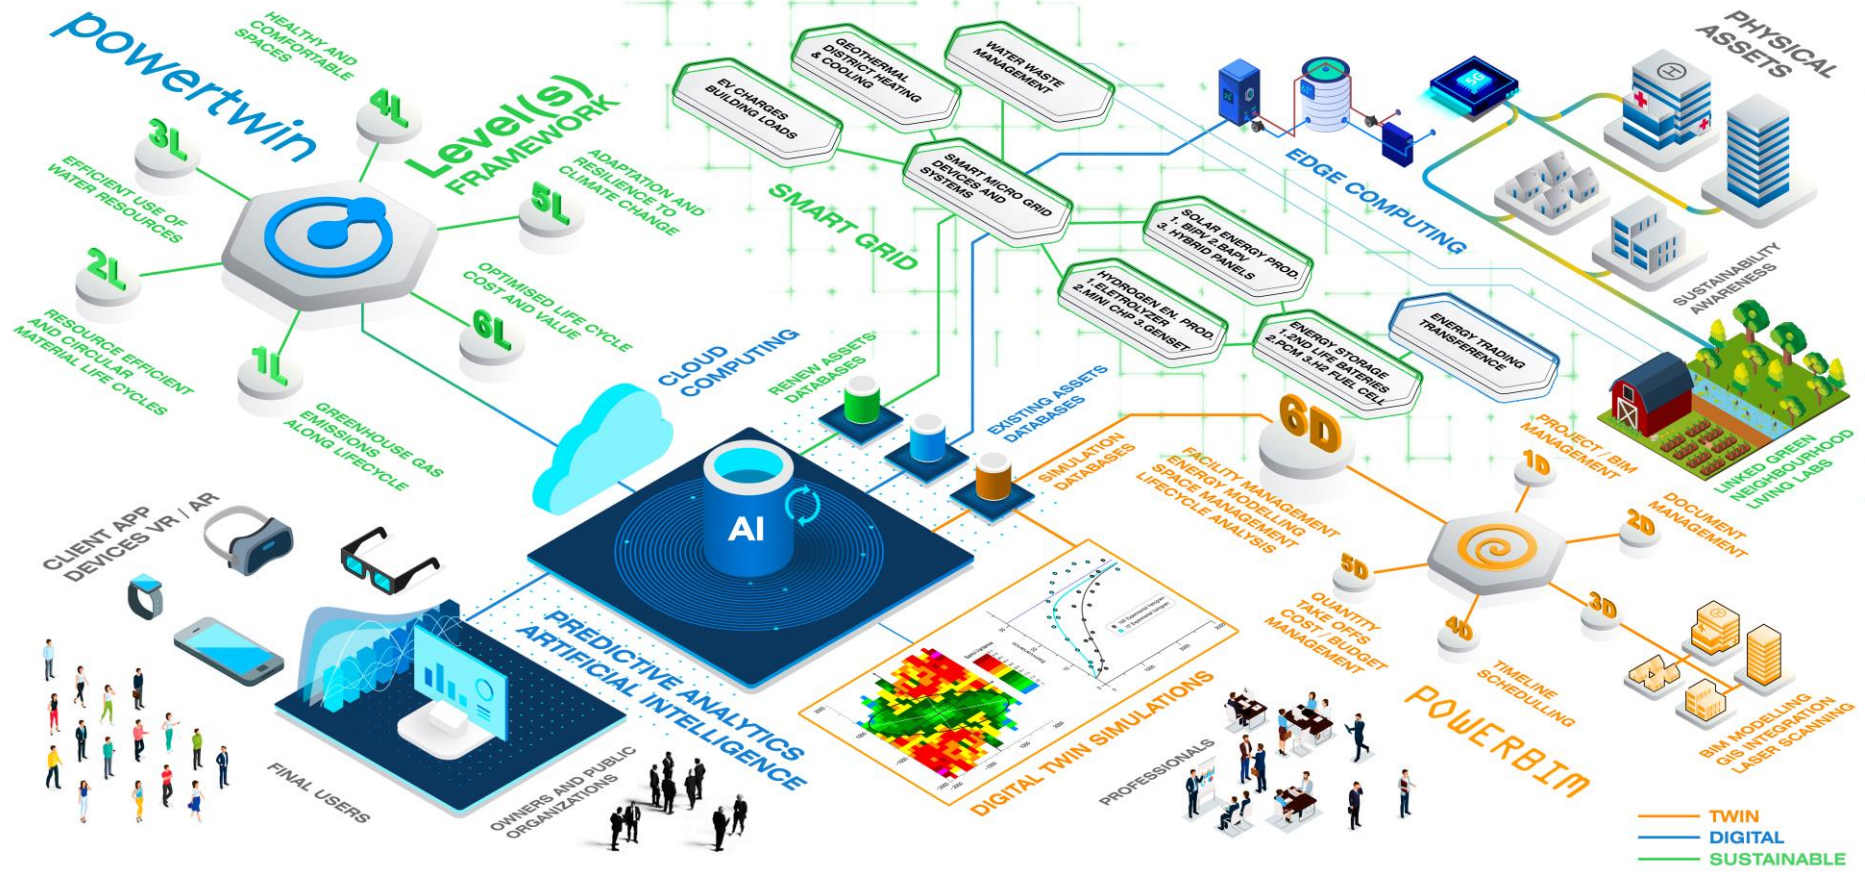 powertwin
HEALTHY AND
COMFORTABLE
SPACES
4L
Level(s)
FRAMEWORK
3L
EFFICIENT USE OF
WATER RESOURCES
5L
ADAPTATION AND
RESILIENCE TO
CLIMATE CHANGE
2L
RESOURCE EFFICIENT
AND CIRCULAR
MATERIAL LIFE CYCLES
6L
OPTIMISED LIFE CYCLE
COST AND VALUE
1L
GREENHOUSE GAS
EMISSIONS
ALONG LIFECYCLE
EV CHARGES
BUILDING LOADS
GEOTHERMAL
DISTRICT HEATING
& COOLING
WATER WASTE
MANAGEMENT
SMART GRID
SMART MICRO GRID
DEVICES AND
SYSTEMS
SOLAR ENERGY PROD.
1. BIPV 2.BAPV
3. HYBRID PANELS
HYDROGEN EN. PROD.
1.ELETROLYZER
2.MINI CHP 3.GENSET
ENERGY STORAGE
1.2ND LIFE BATERIES
2.PCM 3.H2 FUEL CELL
ENERGY TRADING
TRANSFERENCE
EDGE COMPUTING
5G
PHYSICAL
ASSETS
H
SUSTAINABILITY
AWARENESS
LINKED GREEN
NEIGHBOURHOOD
LIVING LABS
CLOUD
COMPUTING
RENEW ASSETS
DATABASES
EXISTING ASSETS
DATABASES
SIMULATION
DATABASES
AI
PREDICTIVE ANALYTICS
ARTIFICIAL INTELLIGENCE
CLIENT APP
DEVICES VR / AR
FINAL USERS
OWNERS AND PUBLIC
ORGANIZATIONS
DIGITAL TWIN SIMULATIONS
PROFESSIONALS
6D
FACILITY MANAGEMENT
ENERGY MODELLING
SPACE MANAGEMENT
LIFECYCLE ANALYSIS
1D
PROJECT / BIM
MANAGEMENT
2D
DOCUMENT
MANAGEMENT
5D
QUANTITY
TAKE OFFS
COST / BUDGET
MANAGEMENT
4D
TIMELINE
SCHEDULLING
3D
BIM MODELLING
GIS INTEGRATION
LASER SCANNING
POWERBIM
TWIN
DIGITAL
SUSTAINABLE